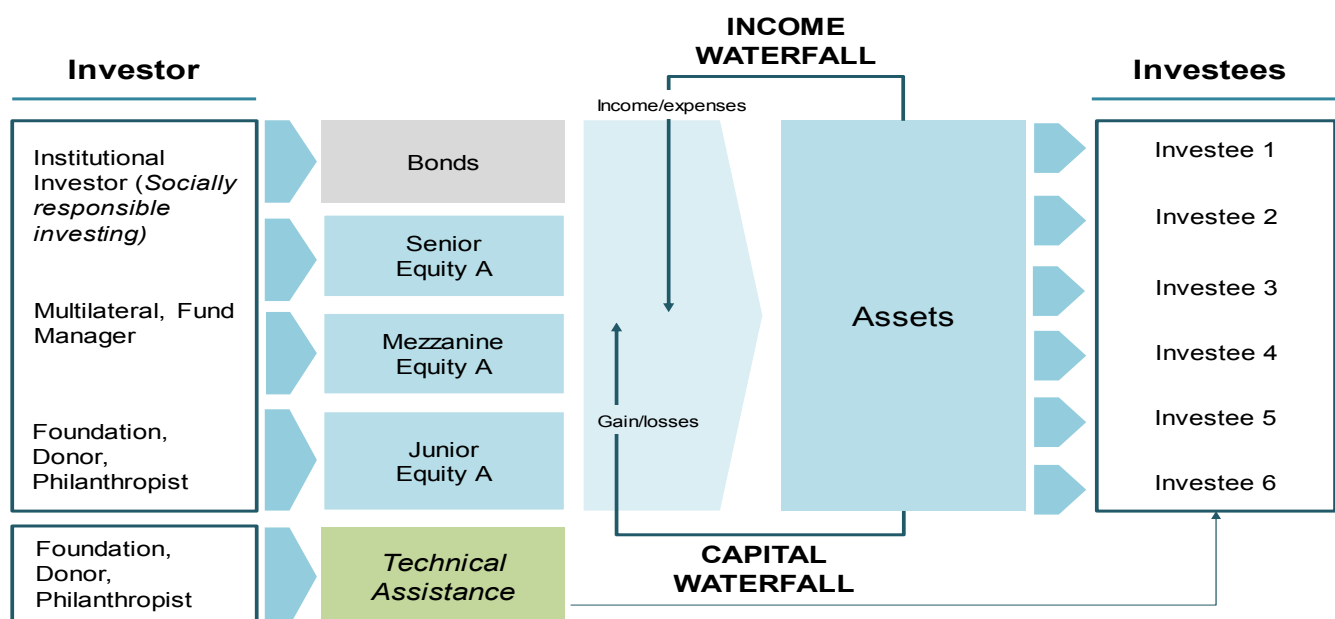 INCOME
WATERFALL
Investor
Investees
Income/expenses
Institutional
Investor (Socially
responsible
investing)
Multilateral, Fund
Manager
Foundation,
Donor,
Philanthropist
Bonds
Senior
Equity A
Mezzanine
Equity A
Junior
Equity A
Gain/losses
Assets
Investee 1
Investee 2
Investee 3
Investee 4
Investee 5
Investee 6
Foundation,
Donor,
Philanthropist
Technical
Assistance
CAPITAL
WATERFALL